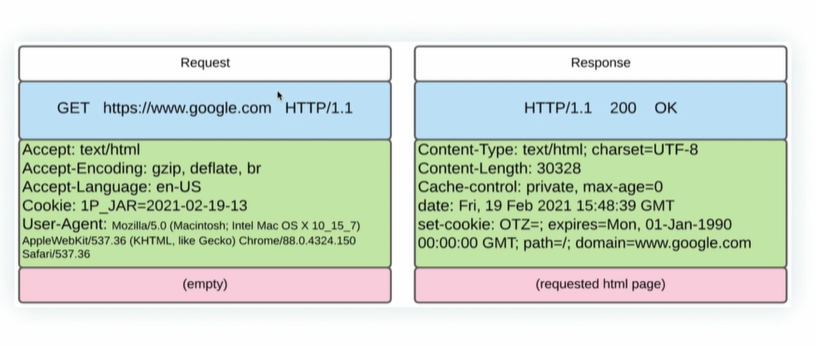 Request
GET https://www.google.com HTTP/1.1
Accept: text/html
Accept-Encoding: gzip, deflate, br
Accept-Language: en-US
Cookie: 1P_JAR=2021-02-19-13
User-Agent: Mozilla/5.0 (Macintosh; Intel Mac OS X 10_15_7)
AppleWebKit/537.36 (KHTML, like Gecko) Chrome/88.0.4324.150
Safari/537.36
(empty)
Response
HTTP/1.1 200 OK
Content-Type: text/html; charset=UTF-8
Content-Length: 30328
Cache-control: private, max-age=0
date: Fri, 19 Feb 2021 15:48:39 GMT
set-cookie: OTZ=; expires=Mon, 01-Jan-1990
00:00:00 GMT; path=/; domain=www.google.com
(requested html page)